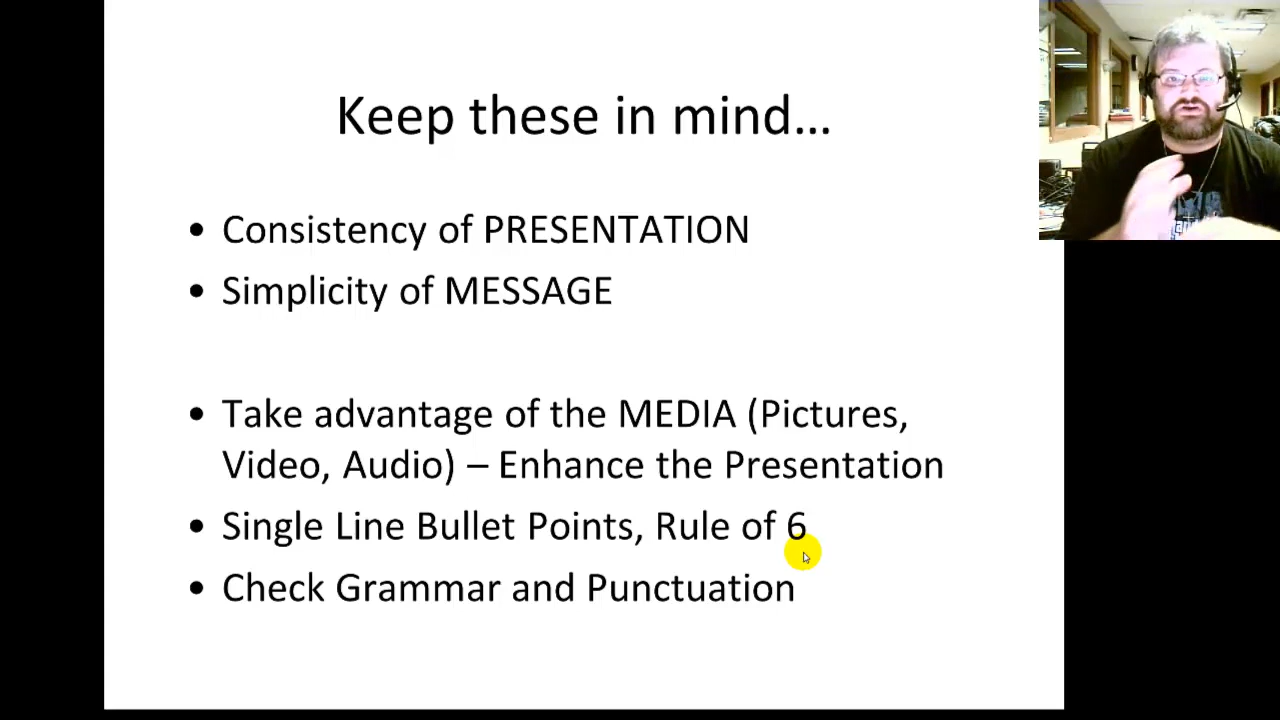 Keep these in mind...
• Consistency of PRESENTATION
• Simplicity of MESSAGE
• Take advantage of the MEDIA (Pictures,
Video, Audio) – Enhance the Presentation
• Single Line Bullet Points, Rule of 6
• Check Grammar and Punctuation